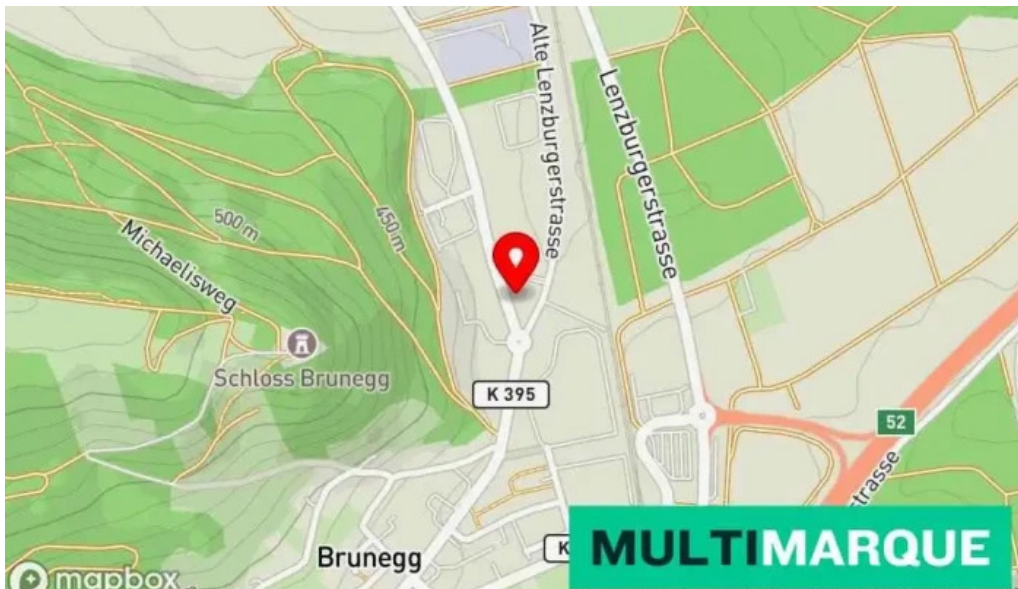 Alte Lenzburgerstrasse
Lenzburgerstrasse
500 m
450 m
Michaelisweg
Schloss Brunegg
K 395
52
strasse
Brunegg
K
MULTIMARQUE
mapbox